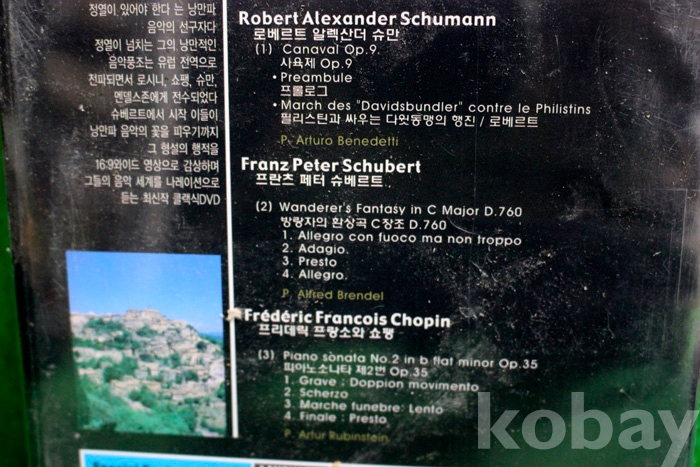 정열이 있어야 한다 는 낭만파
음악의 선구자다
정열이 넘치는 그의 낭만적인
음악풍조는 유럽 전역으로
전파되면서 로시니, 쇼팽, 슈만,
멘델스존에게 전수되었다
슈베르트에서 시작 이들이
낭만파 음악의 꽃을 피우기까지
그 형설의 행적을
16:9와이드 영상으로 감상하며
그들의 음악 세계를 나레이션으로
듣는 최신작 클래식DVD
Robert Alexander Schumann
로베르트 알렉산더 슈만
(1) Canaval Op.9
사육제 Op.9
• Preambule
프롤로그
• March des "Davidsbundler" contre le Philistins
필리스틴과 싸우는 다윗동맹의 행진 / 로베르트
P. Arturo Benedetti
Franz Peter Schubert
프란츠 페터 슈베르트
(2) Wanderer's Fantasy in C Major D.760
방랑자의 환상곡 C장조 D.760
1. Allegro con fuoco ma non troppo
2. Adagio.
3. Presto
4. Allegro.
P. Alfred Brendel
Frédéric Francois Chopin
프리데릭 프랑소와 쇼팽
(3) Piano sonata No.2 in b flat minor Op.35
피아노소나타 제2번 Op.35
1. Grave : Doppion movimento
2. Scherzo
3. Marche funebre: Lento
4. Finale : Presto
P. Artur Rubinstein
kobay